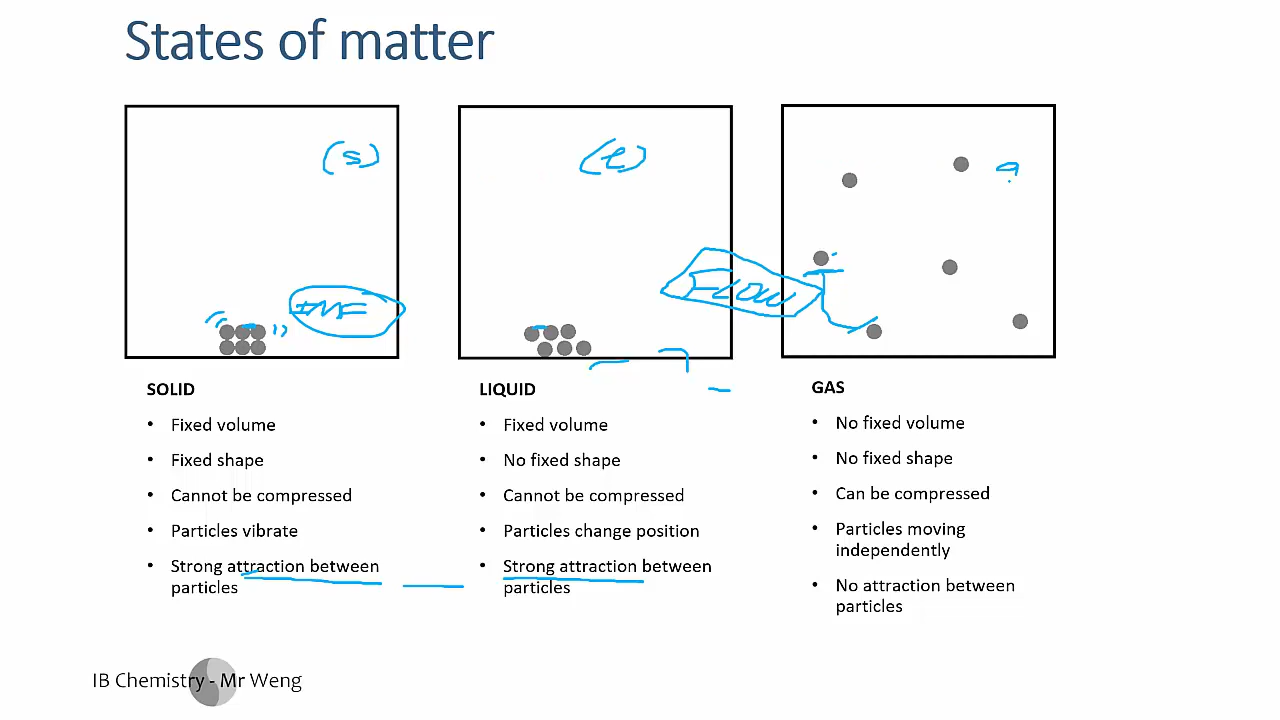 States of matter
(s)
(l)
g
IMF
FLOW
SOLID
• Fixed volume
• Fixed shape
• Cannot be compressed
• Particles vibrate
• Strong attraction between
particles
LIQUID
• Fixed volume
• No fixed shape
• Cannot be compressed
• Particles change position
• Strong attraction between
particles
GAS
• No fixed volume
• No fixed shape
• Can be compressed
• Particles moving
independently
• No attraction between
particles
IB Chemistry - Mr Weng